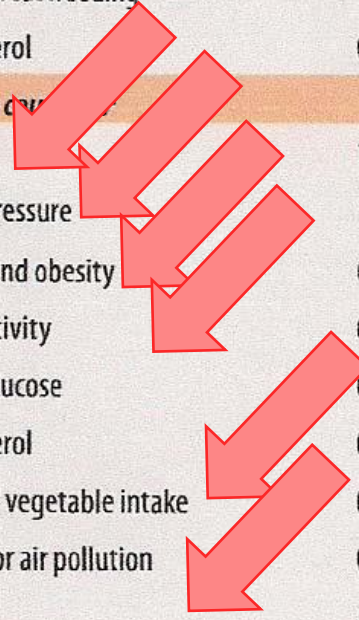 erol
ressure
nd obesity
tivity
ucose
erol
vegetable intake
or air pollution